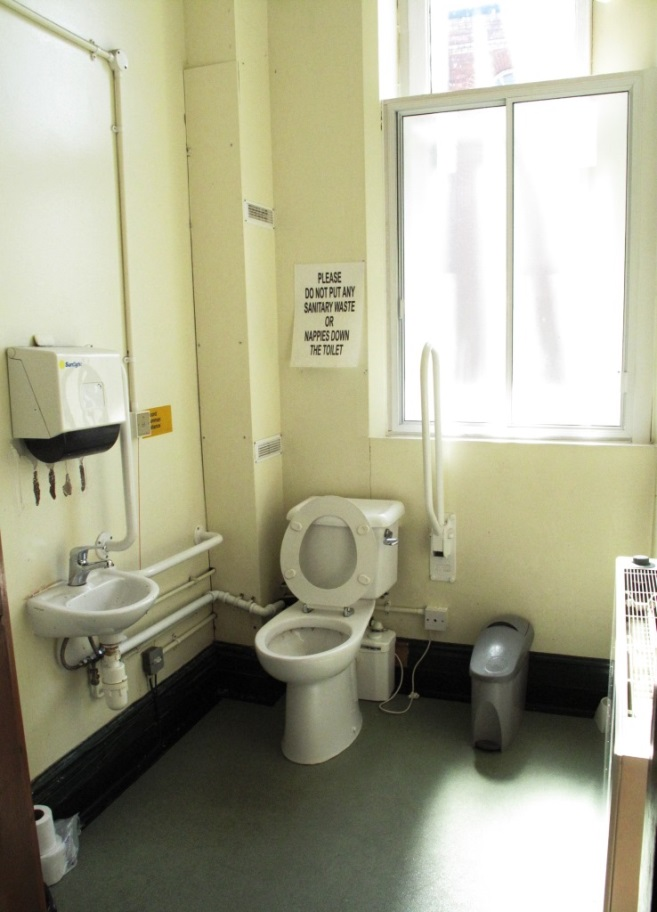 PLEASE
DO NOT PUT ANY
SANITARY WASTE
OR
NAPPIES DOWN
THE TOILET